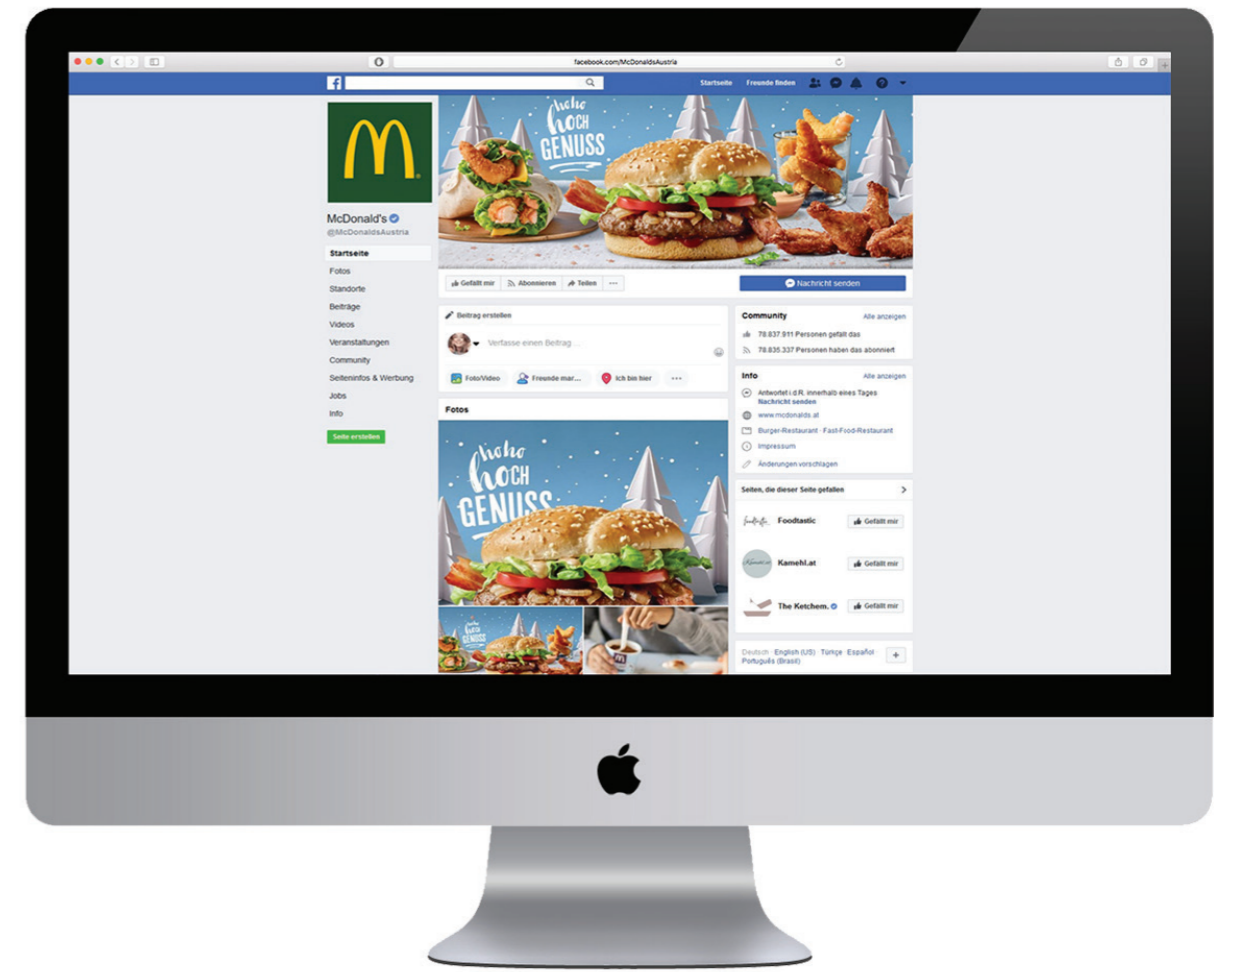 facebook.com/McDonaldsAustria
f
Startseite Freunde finden
McDonald's
@McDonaldsAustria
Startseite
Fotos
Standorte
Beiträge
Videos
Veranstaltungen
Community
Seiteninfos & Werbung
Jobs
Info
Seite erstellen
hoho
hoch
GENUSS
Gefällt mir Abonnieren Teilen ...
Nachricht senden
Beitrag erstellen
Verfasse einen Beitrag ...
Foto/Video Freunde mar... Ich bin hier ...
Fotos
hoho
hoch
GENUSS
hoho
hoch
GENUSS
Community Alle anzeigen
78.837.911 Personen gefällt das
78.835.337 Personen haben das abonniert
Info Alle anzeigen
Antwortet i.d.R. innerhalb eines Tages
Nachricht senden
www.mcdonalds.at
Burger-Restaurant · Fast-Food-Restaurant
Impressum
Änderungen vorschlagen
Seiten, die dieser Seite gefallen
Foodtastic Gefällt mir
Kamehl.at Gefällt mir
The Ketchem. Gefällt mir
Deutsch · English (US) · Türkçe · Español ·
Português (Brasil)